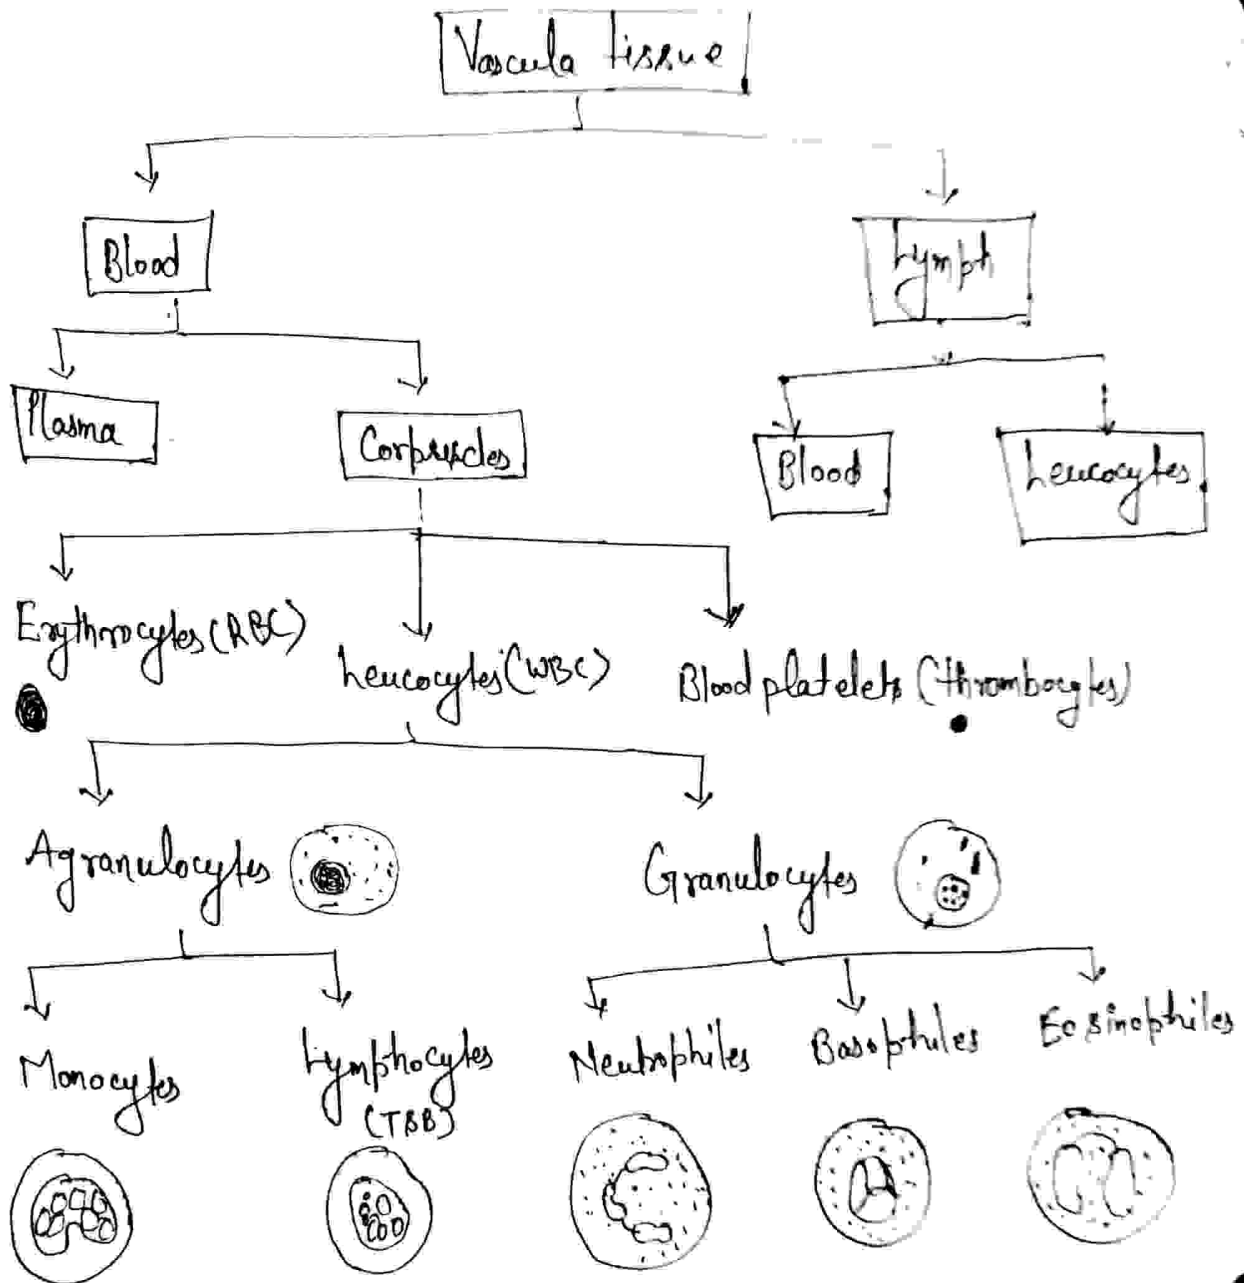 Vascula tissue
Blood
Lymph
Plasma
Corpuscles
Blood
Leucocytes
Erythrocytes (RBC)
Leucocytes (WBC)
Blood platelets (thrombocytes)
Agranulocytes
Granulocytes
Monocytes
Lymphocytes
(T&B)
Neutrophiles
Basophiles
Eosinophiles